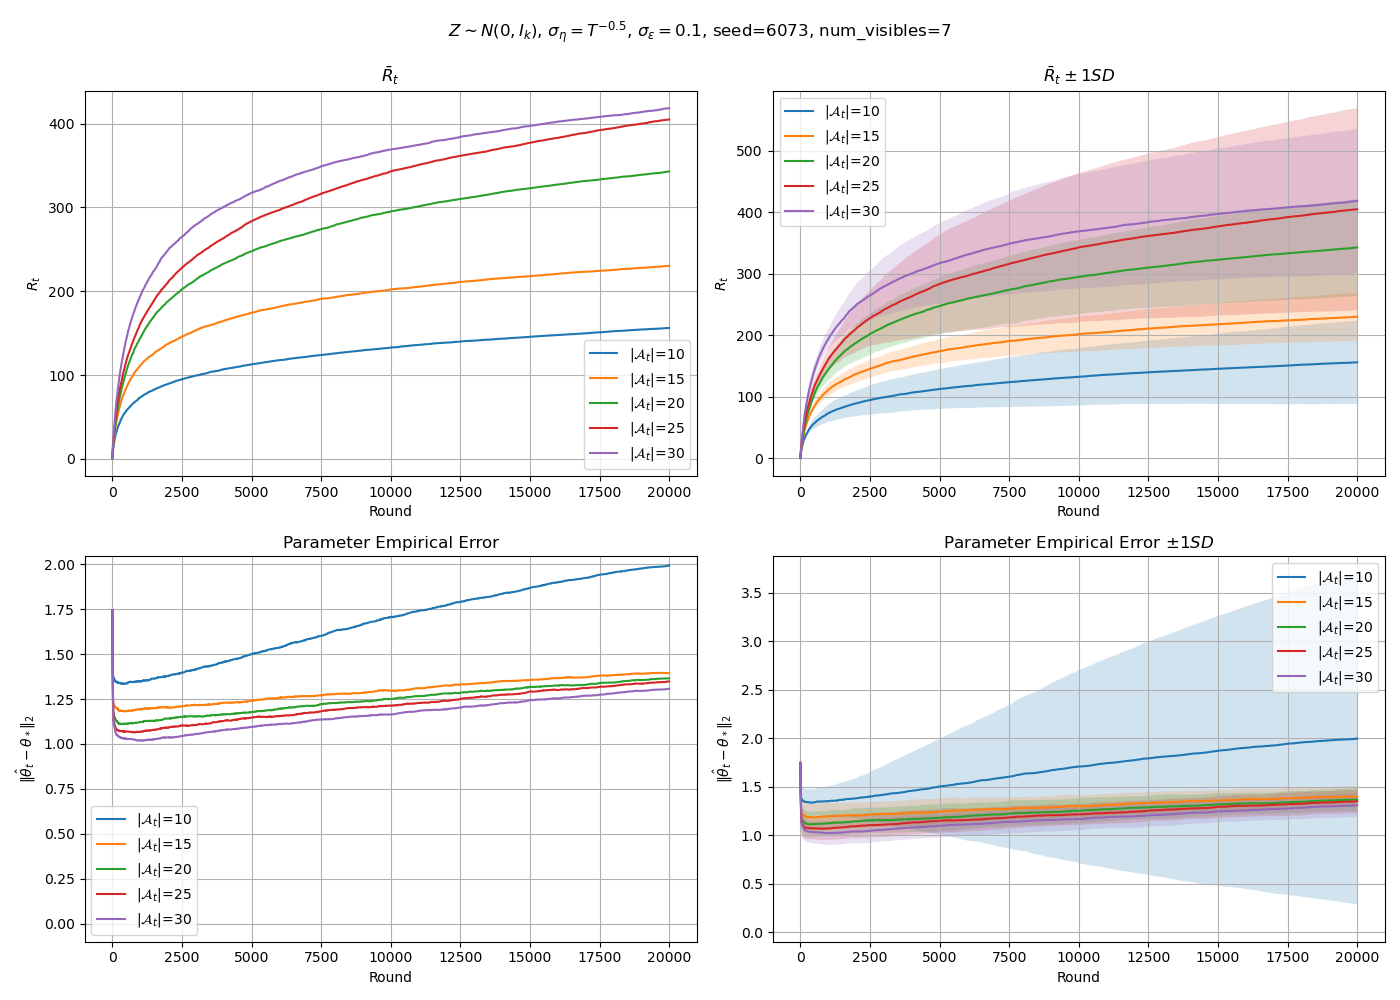 Z ∼ N(0, I_k), σ_η = T^{−0.5}, σ_ε = 0.1, seed=6073, num_visibles=7
R̄_t
R_t
400
300
200
100
0
0 2500 5000 7500 10000 12500 15000 17500 20000
Round
|𝒜_t|=10
|𝒜_t|=15
|𝒜_t|=20
|𝒜_t|=25
|𝒜_t|=30
R̄_t ± 1SD
R_t
500
400
300
200
100
0
0 2500 5000 7500 10000 12500 15000 17500 20000
Round
|𝒜_t|=10
|𝒜_t|=15
|𝒜_t|=20
|𝒜_t|=25
|𝒜_t|=30
Parameter Empirical Error
‖θ̂_t − θ_*‖_2
2.00
1.75
1.50
1.25
1.00
0.75
0.50
0.25
0.00
0 2500 5000 7500 10000 12500 15000 17500 20000
Round
|𝒜_t|=10
|𝒜_t|=15
|𝒜_t|=20
|𝒜_t|=25
|𝒜_t|=30
Parameter Empirical Error ±1SD
‖θ̂_t − θ_*‖_2
3.5
3.0
2.5
2.0
1.5
1.0
0.5
0.0
0 2500 5000 7500 10000 12500 15000 17500 20000
Round
|𝒜_t|=10
|𝒜_t|=15
|𝒜_t|=20
|𝒜_t|=25
|𝒜_t|=30